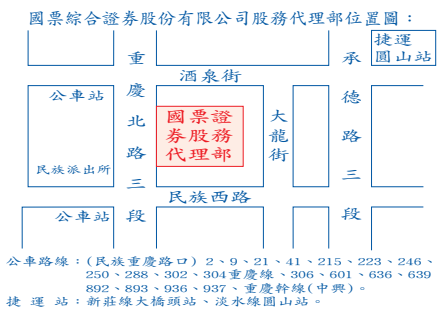 國票綜合證券股份有限公司股務代理部位置圖：
捷運
圓山站
重慶北路三段
酒泉街
承德路三段
公車站
國票證
券股務
代理部
大龍街
民族派出所
民族西路
公車站
公車路線：(民族重慶路口) 2、9、21、41、215、223、246、
250、288、302、304重慶線、306、601、636、639
892、893、936、937、重慶幹線(中興)。
捷 運 站：新莊線大橋頭站、淡水線圓山站。